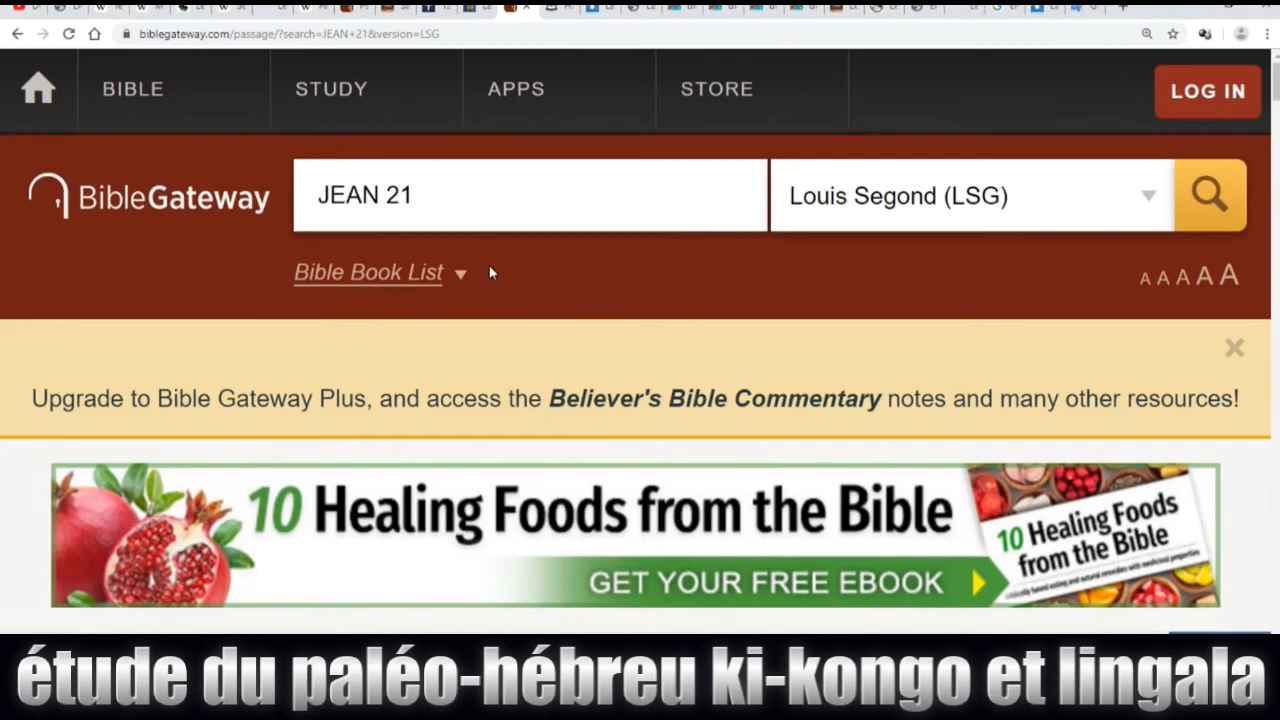 biblegateway.com/passage/?search=JEAN+21&version=LSG
BIBLE STUDY APPS STORE LOG IN
BibleGateway JEAN 21 Louis Segond (LSG)
Bible Book List A A A A A
Upgrade to Bible Gateway Plus, and access the Believer's Bible Commentary notes and many other resources!
10 Healing Foods from the Bible
GET YOUR FREE EBOOK
10 Healing Foods
from the Bible
étude du paléo-hébreu ki-kongo et lingala